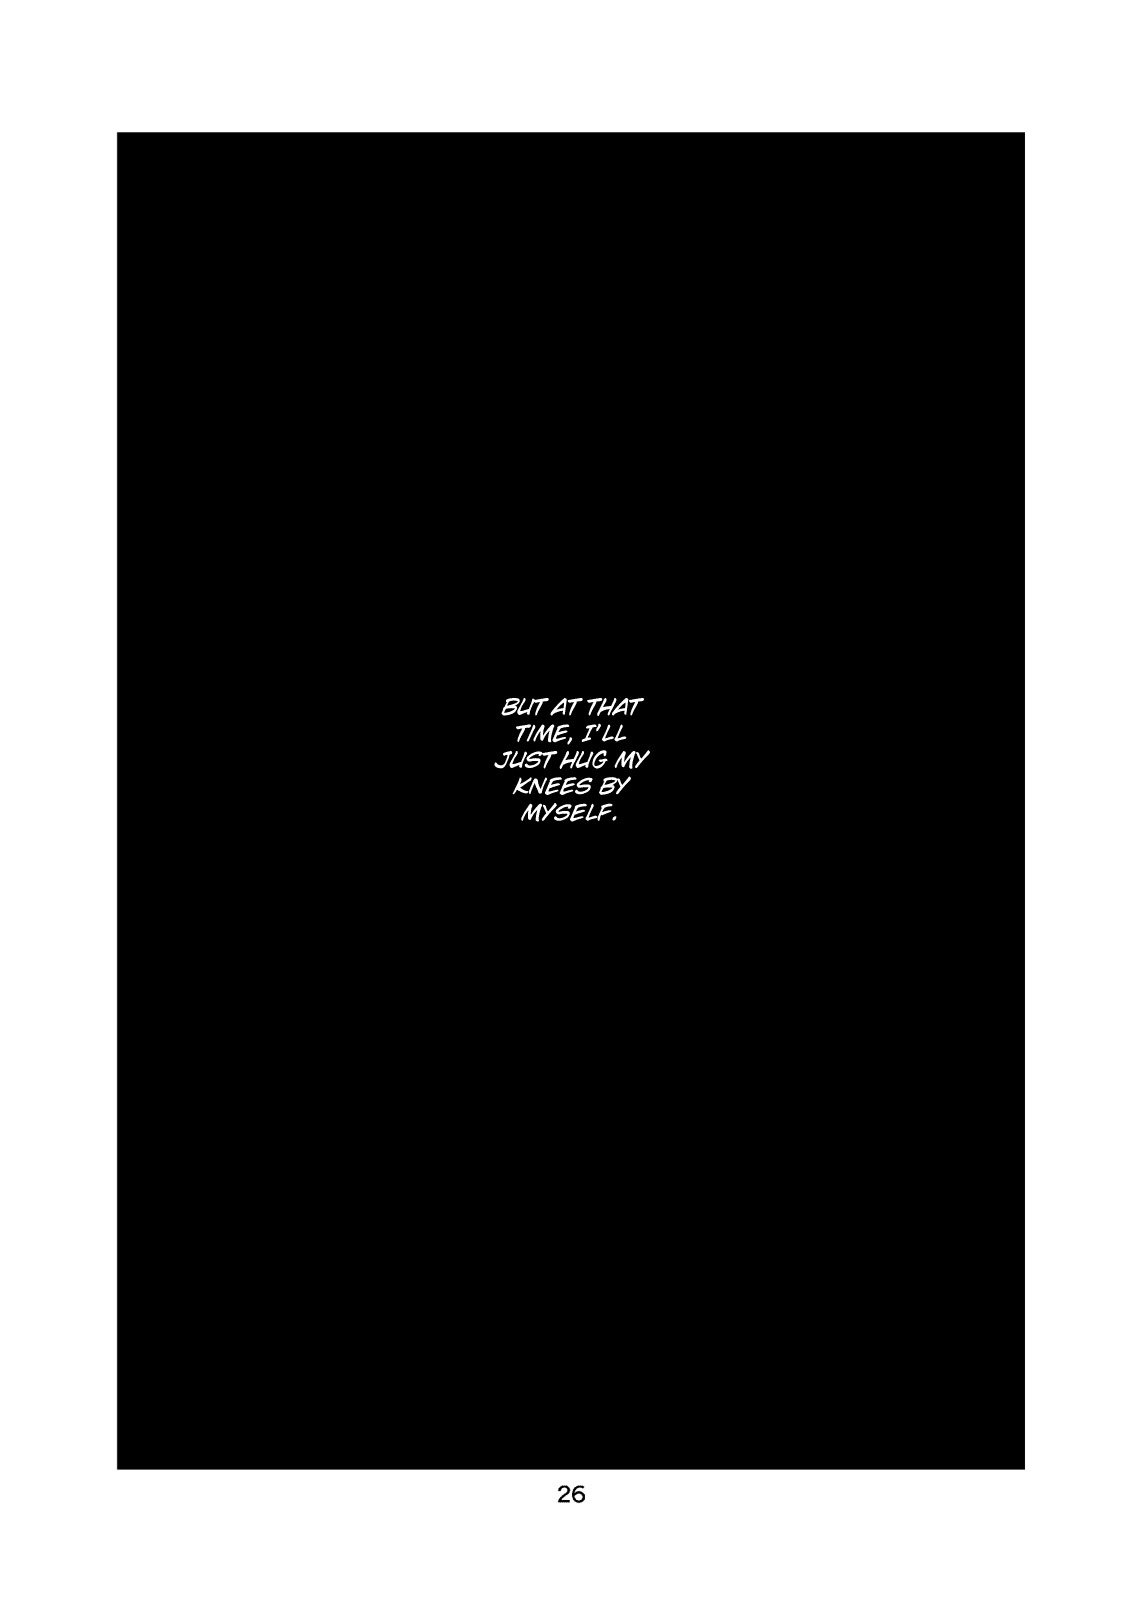 BUT AT THAT
TIME, I'LL
JUST HUG MY
KNEES BY
MYSELF.
26